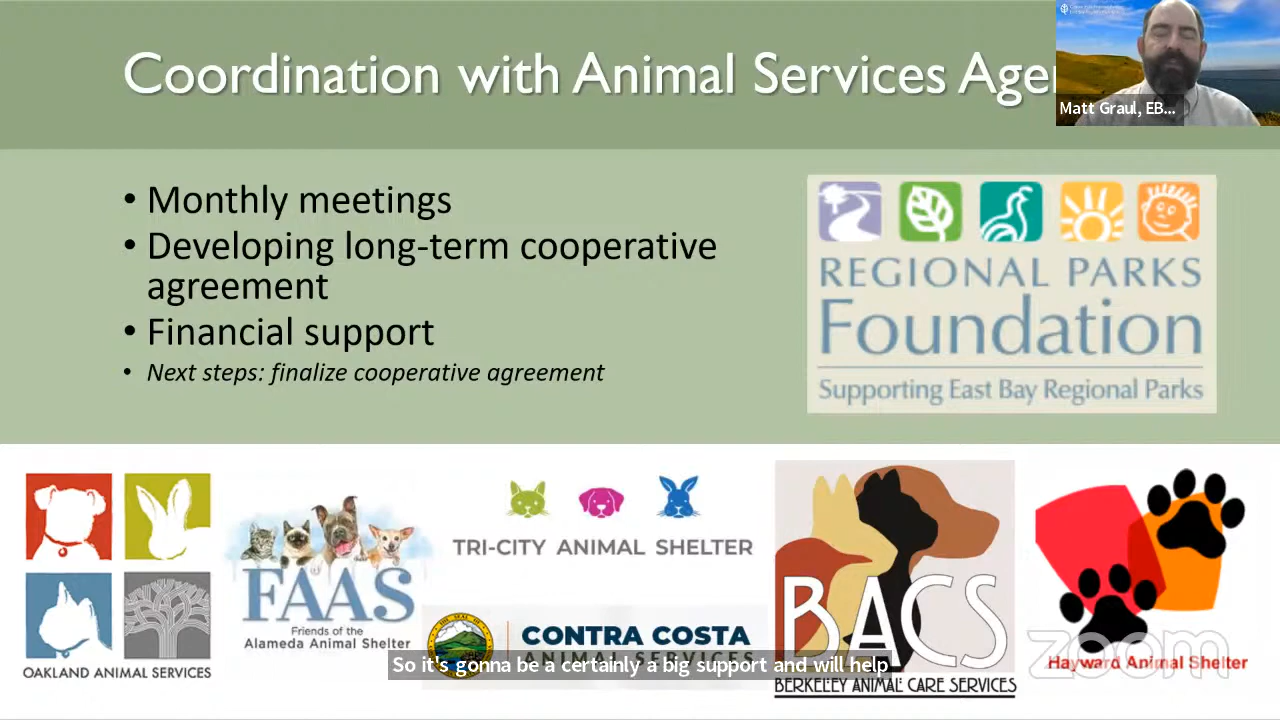 Coordination with Animal Services Age
Matt Graul, EB...
• Monthly meetings
• Developing long-term cooperative
agreement
• Financial support
• Next steps: finalize cooperative agreement
REGIONAL PARKS
Foundation
Supporting East Bay Regional Parks
OAKLAND ANIMAL SERVICES
FAAS
Friends of the
Alameda Animal Shelter
TRI-CITY ANIMAL SHELTER
CONTRA COSTA
ANIMAL SERVICES
BACS
BERKELEY ANIMAL CARE SERVICES
Hayward Animal Shelter
zoom
So it's gonna be a certainly a big support and will help